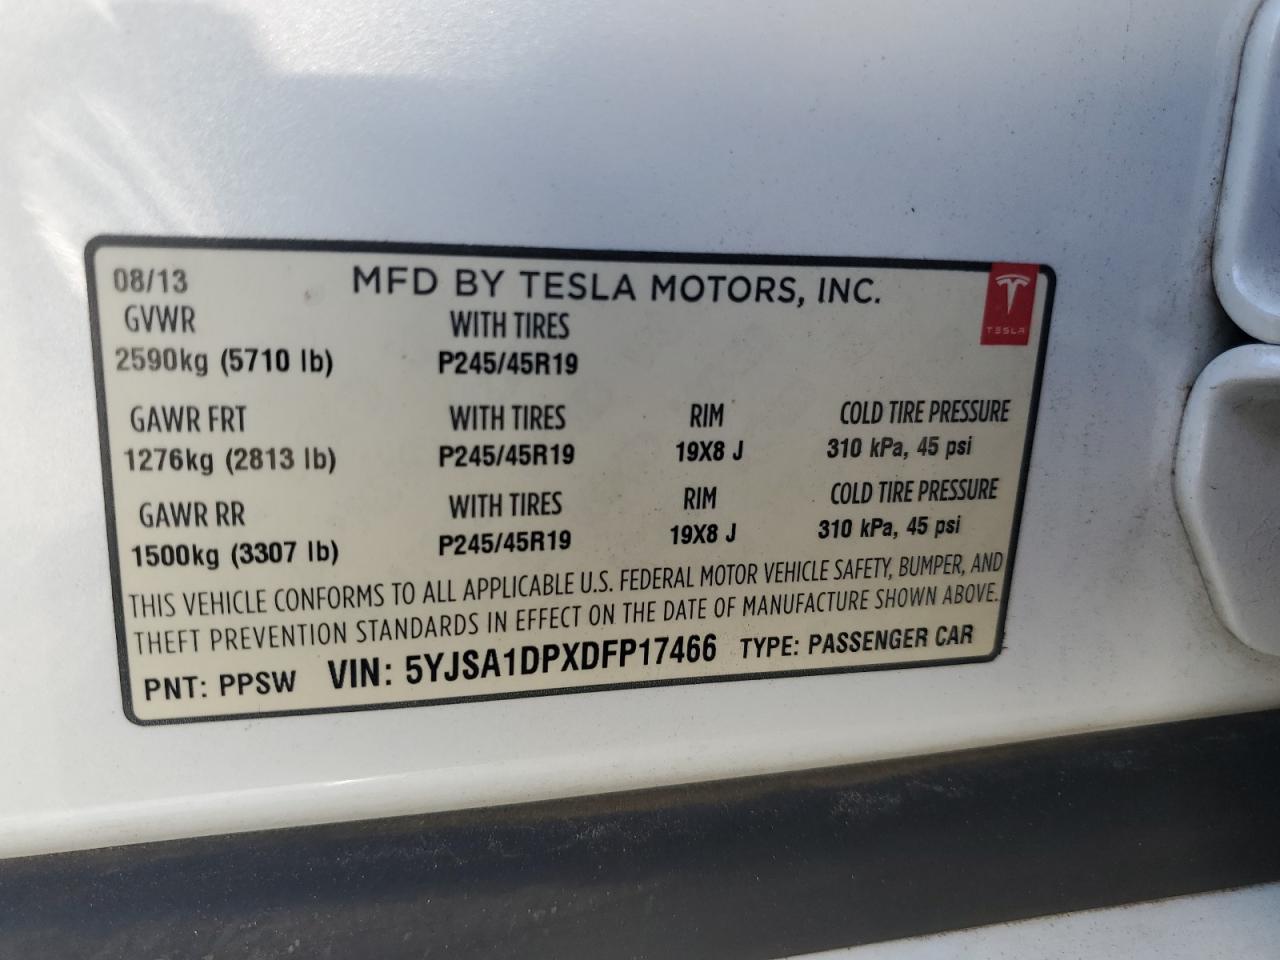 08/13 MFD BY TESLA MOTORS, INC.
TESLA
GVWR WITH TIRES
2590kg (5710 lb) P245/45R19
GAWR FRT WITH TIRES RIM COLD TIRE PRESSURE
1276kg (2813 lb) P245/45R19 19X8 J 310 kPa, 45 psi
GAWR RR WITH TIRES RIM COLD TIRE PRESSURE
1500kg (3307 lb) P245/45R19 19X8 J 310 kPa, 45 psi
THIS VEHICLE CONFORMS TO ALL APPLICABLE U.S. FEDERAL MOTOR VEHICLE SAFETY, BUMPER, AND
THEFT PREVENTION STANDARDS IN EFFECT ON THE DATE OF MANUFACTURE SHOWN ABOVE.
PNT: PPSW VIN: 5YJSA1DPXDFP17466 TYPE: PASSENGER CAR